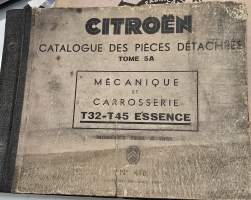 CITROËN
CATALOGUE DES PIÈCES DÉTACHÉES
TOME 5A
MÉCANIQUE
ET
CARROSSERIE
T32-T45 ESSENCE
N°